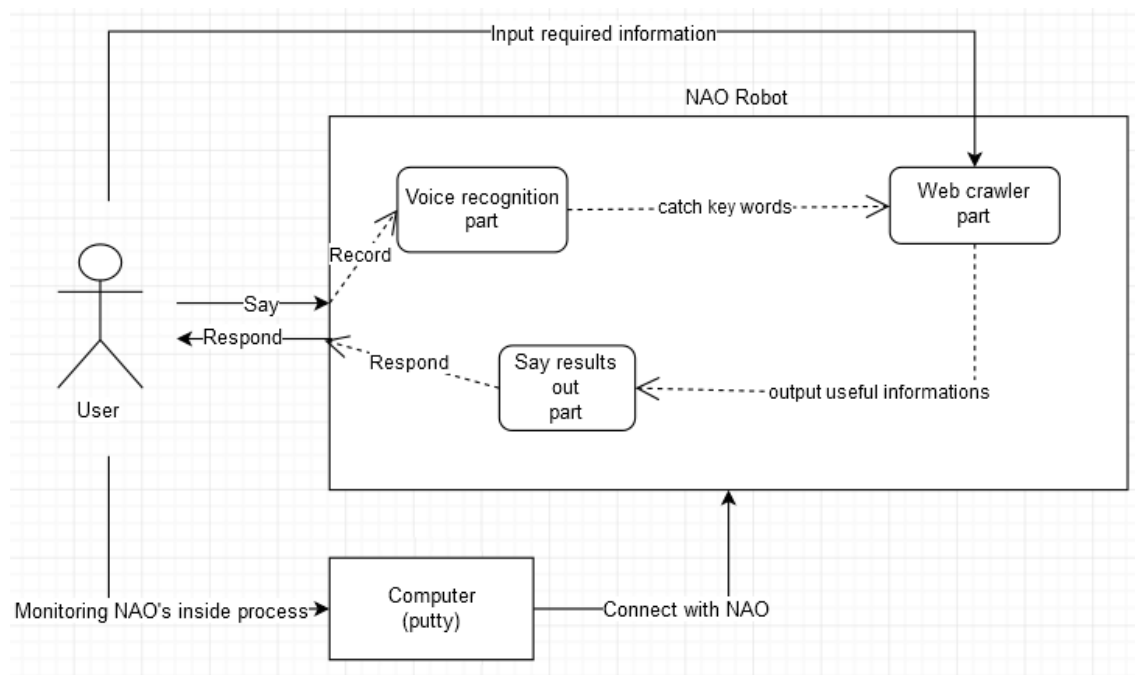 Input required information
NAO Robot
Voice recognition
part
catch key words
Web crawler
part
Record
Say
Respond
Respond
Say results
out
part
output useful informations
User
Monitoring NAO's inside process
Computer
(putty)
Connect with NAO